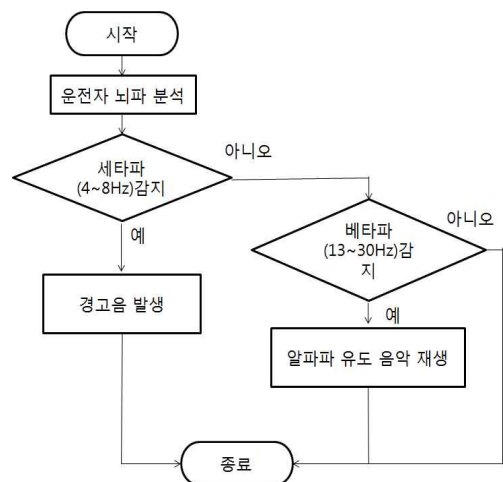 시작
운전자 뇌파 분석
세타파
(4~8Hz)감지
아니오
예
베타파
(13~30Hz)감
지
아니오
예
경고음 발생
알파파 유도 음악 재생
종료